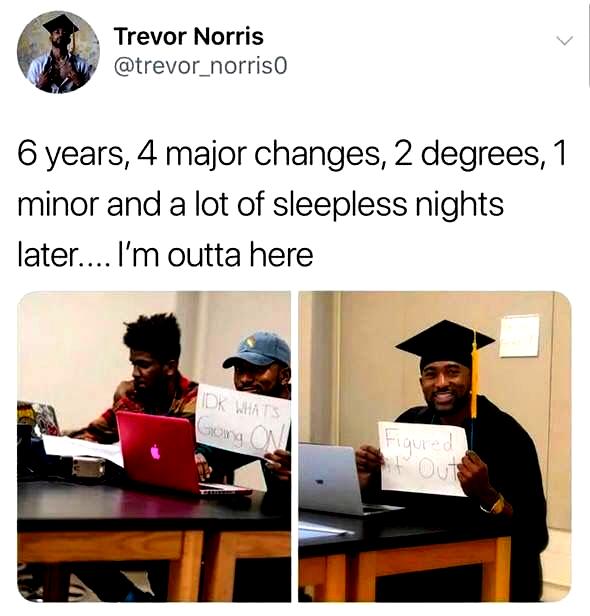 Trevor Norris
@trevor_norris0
6 years, 4 major changes, 2 degrees, 1
minor and a lot of sleepless nights
later.... I'm outta here
IDK WHATS
Going ON
Figured
it Out